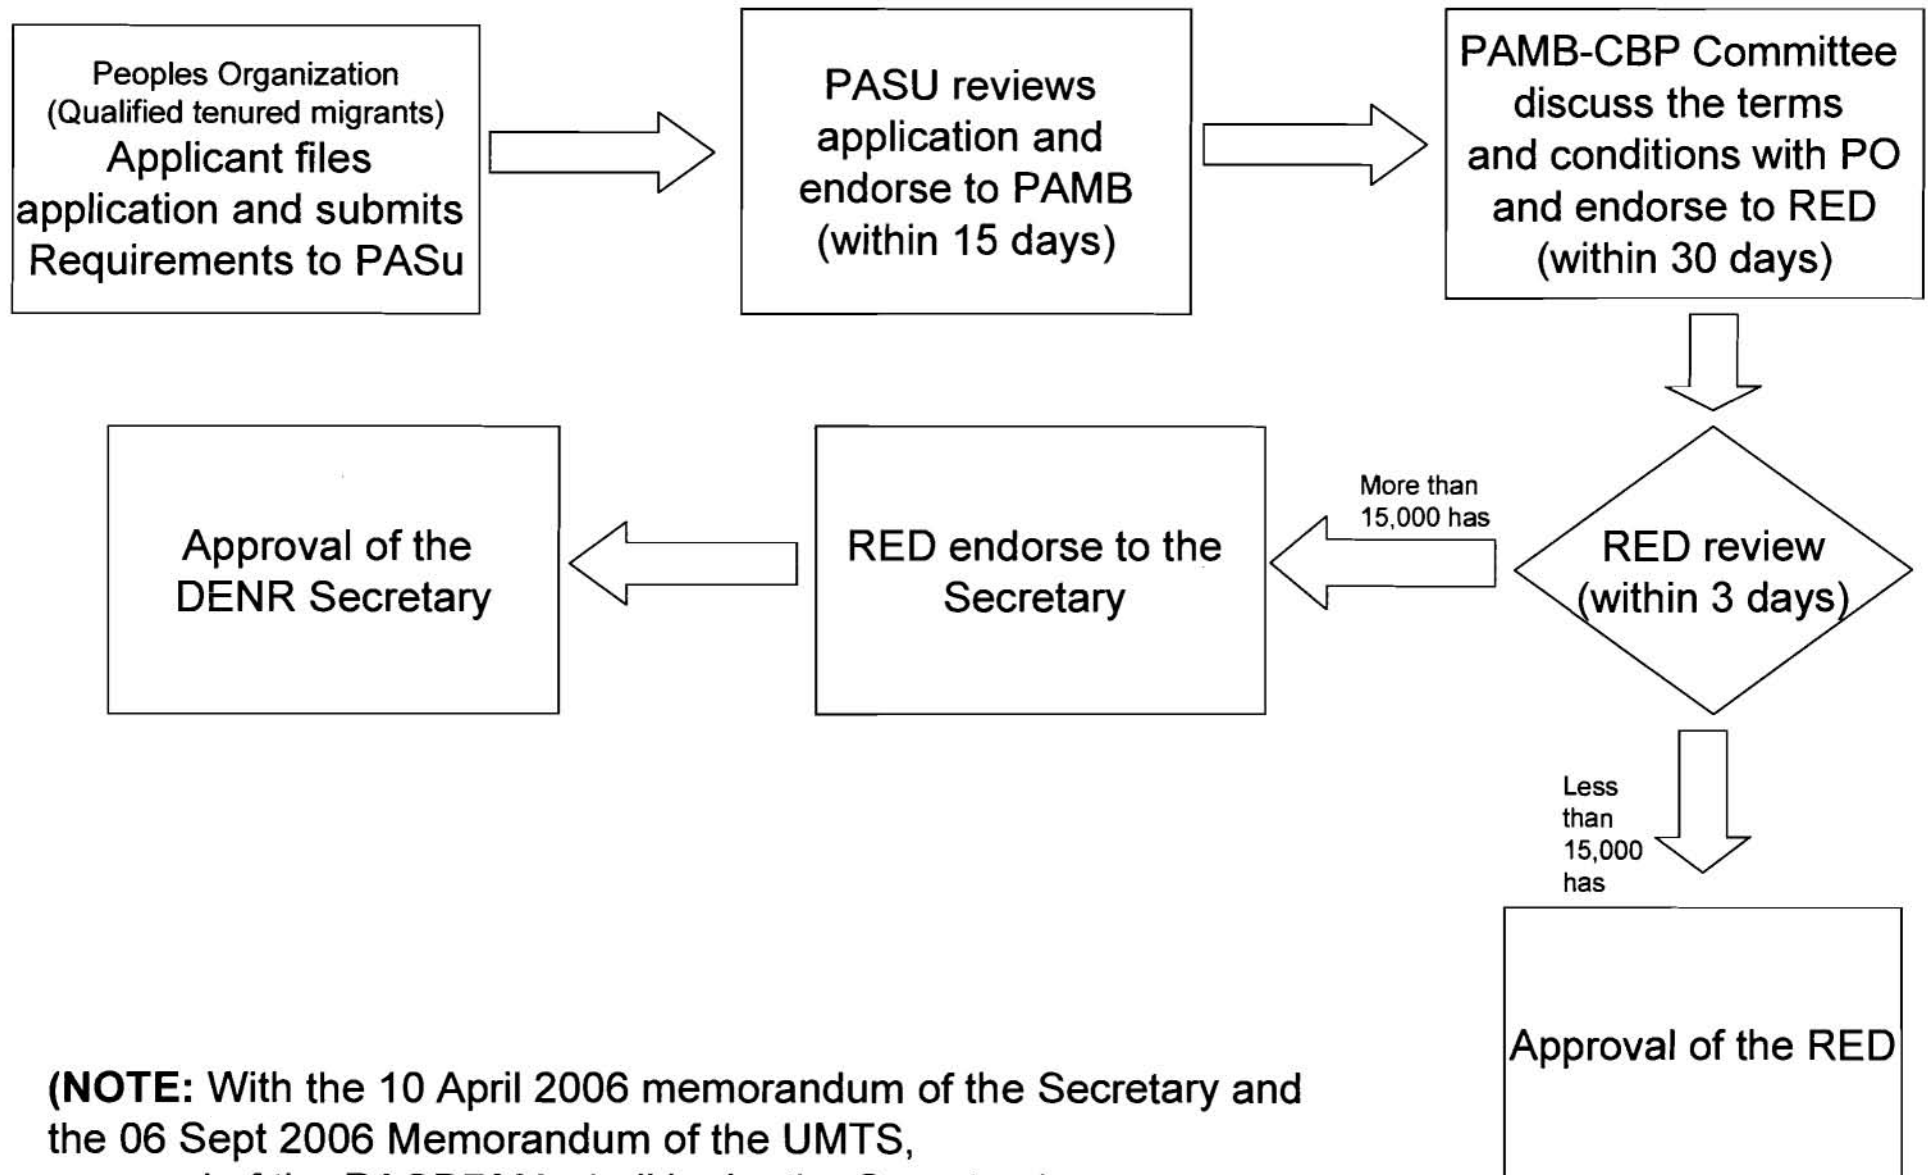 Peoples Organization
(Qualified tenured migrants)
Applicant files
application and submits
Requirements to PASu
PASU reviews
application and
endorse to PAMB
(within 15 days)
PAMB-CBP Committee
discuss the terms
and conditions with PO
and endorse to RED
(within 30 days)
RED review
(within 3 days)
More than
15,000 has
RED endorse to the
Secretary
Approval of the
DENR Secretary
Less
than
15,000
has
Approval of the RED
(NOTE: With the 10 April 2006 memorandum of the Secretary and
the 06 Sept 2006 Memorandum of the UMTS,